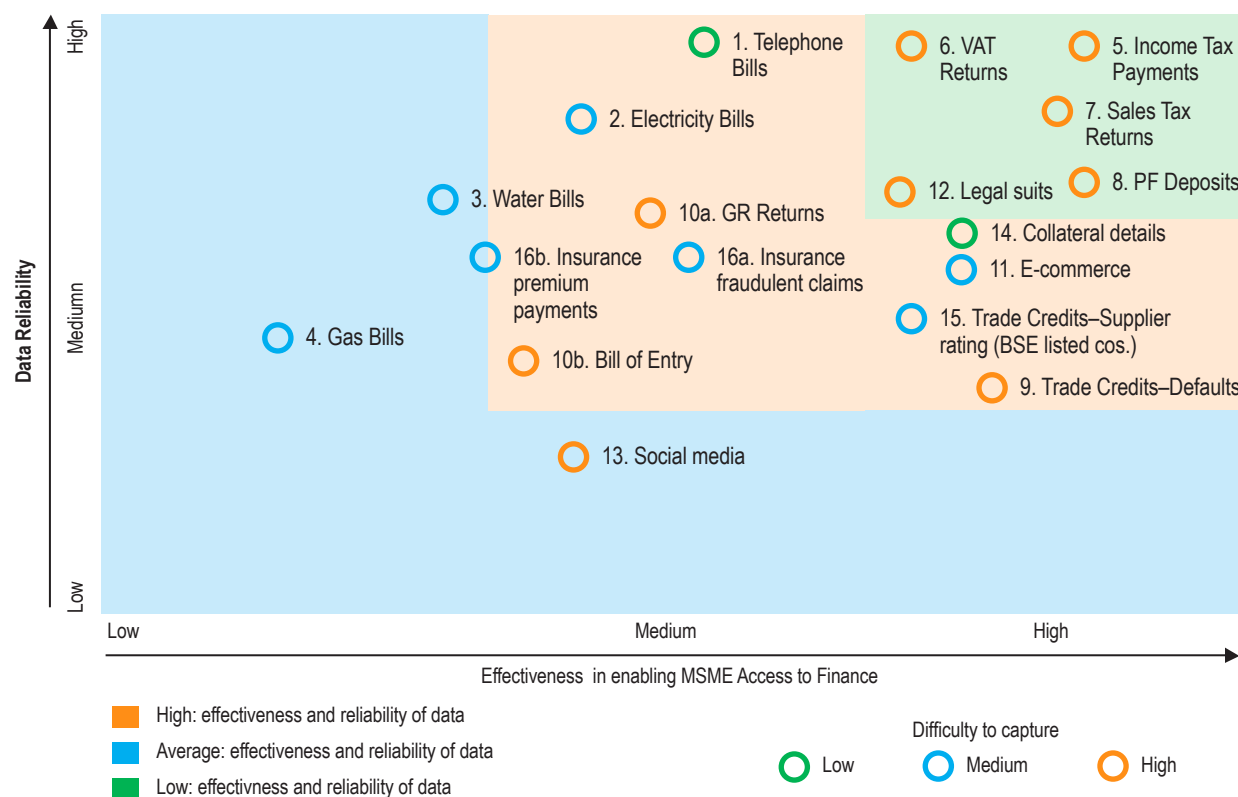 High
Mediumn
Low
Data Reliability
1. Telephone
Bills
6. VAT
Returns
5. Income Tax
Payments
2. Electricity Bills
7. Sales Tax
Returns
3. Water Bills
12. Legal suits
8. PF Deposits
10a. GR Returns
14. Collateral details
16b. Insurance
premium
payments
16a. Insurance
fraudulent claims
11. E-commerce
4. Gas Bills
15. Trade Credits–Supplier
rating (BSE listed cos.)
10b. Bill of Entry
9. Trade Credits–Defaults
13. Social media
Low
Medium
High
Effectiveness in enabling MSME Access to Finance
High: effectiveness and reliability of data
Average: effectiveness and reliability of data
Low: effectivness and reliability of data
Difficulty to capture
Low
Medium
High